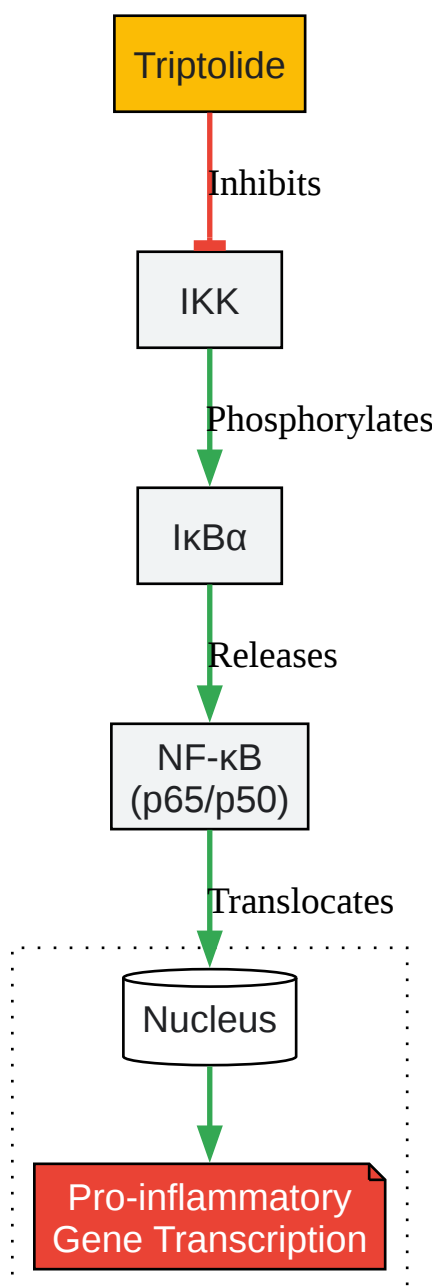 Triptolide
Inhibits
IKK
Phosphorylates
IκBα
Releases
NF-κB
(p65/p50)
Translocates
Nucleus
Pro-inflammatory
Gene Transcription